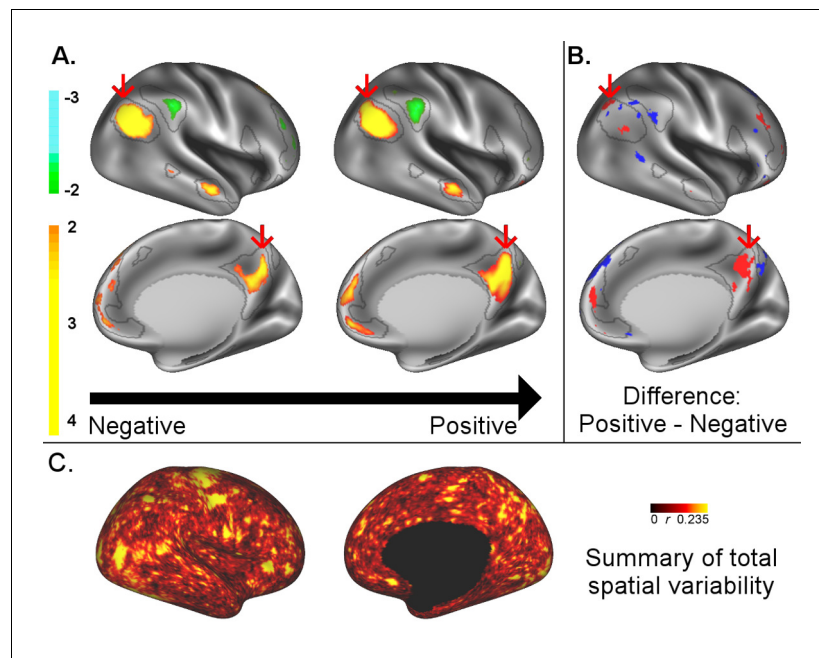 A.
B.
-3
-2
2
3
4
Negative
Positive
Difference:
Positive - Negative
C.
0 r 0.235
Summary of total
spatial variability